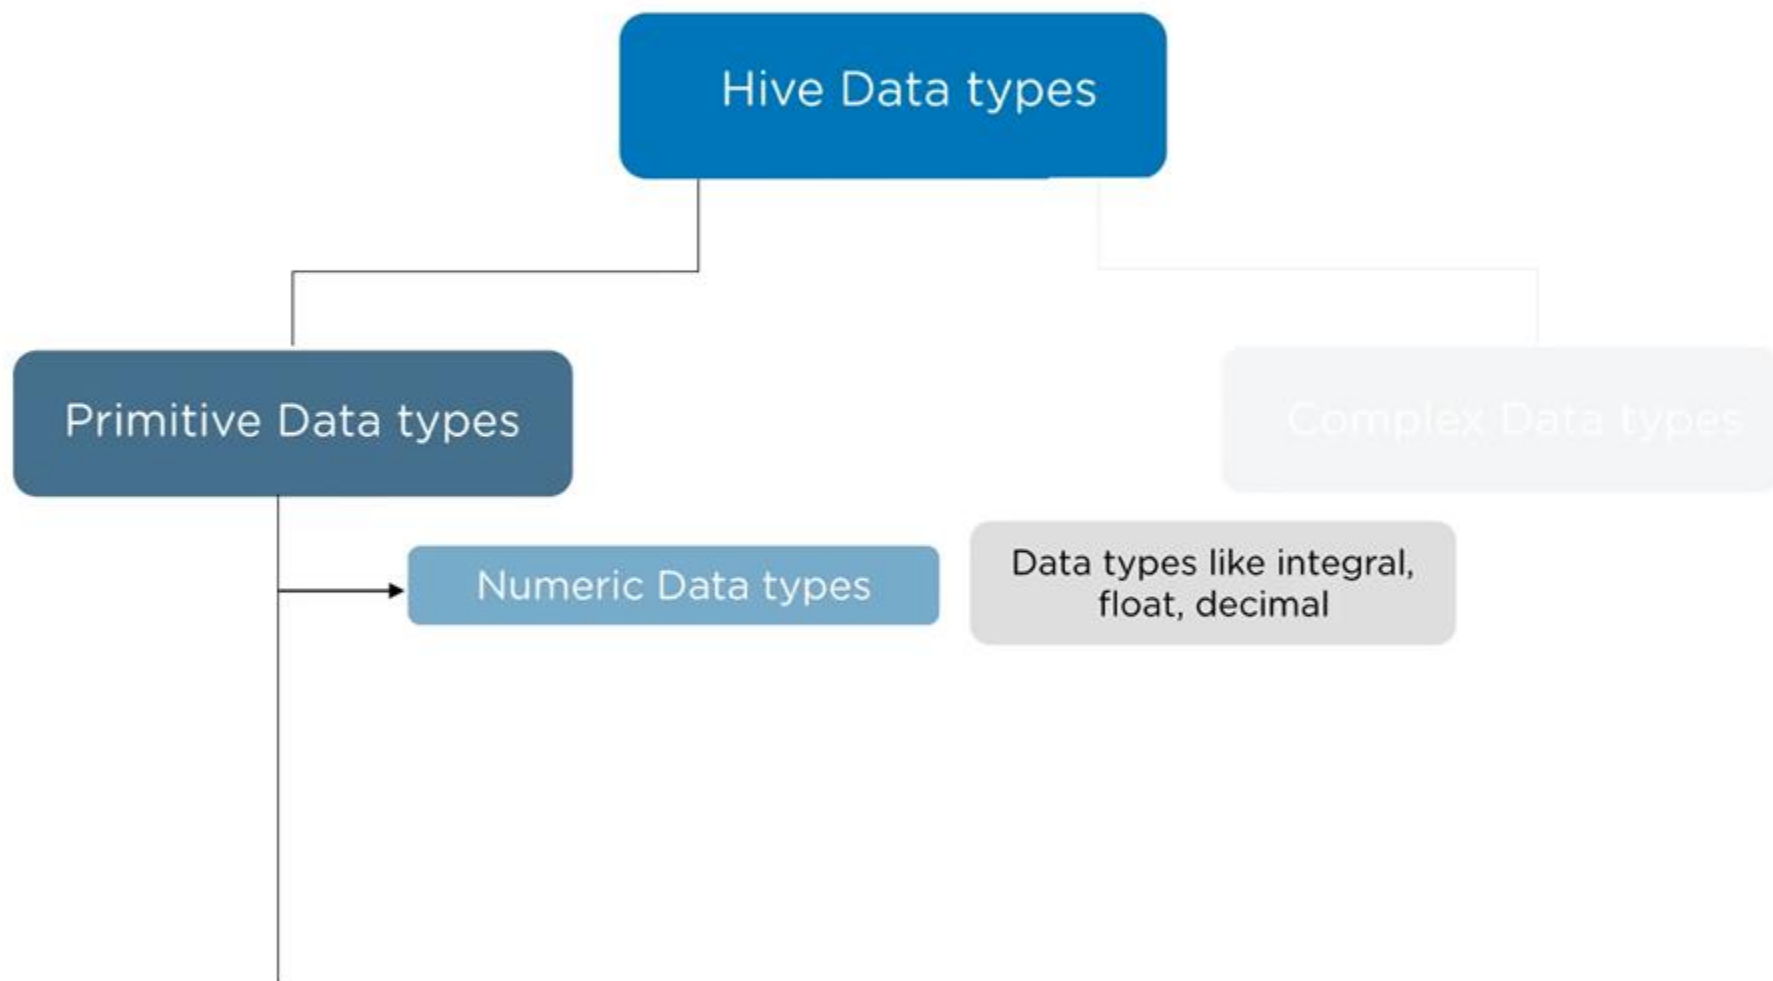 Hive Data types
Primitive Data types
Complex Data types
Numeric Data types
Data types like integral,
float, decimal